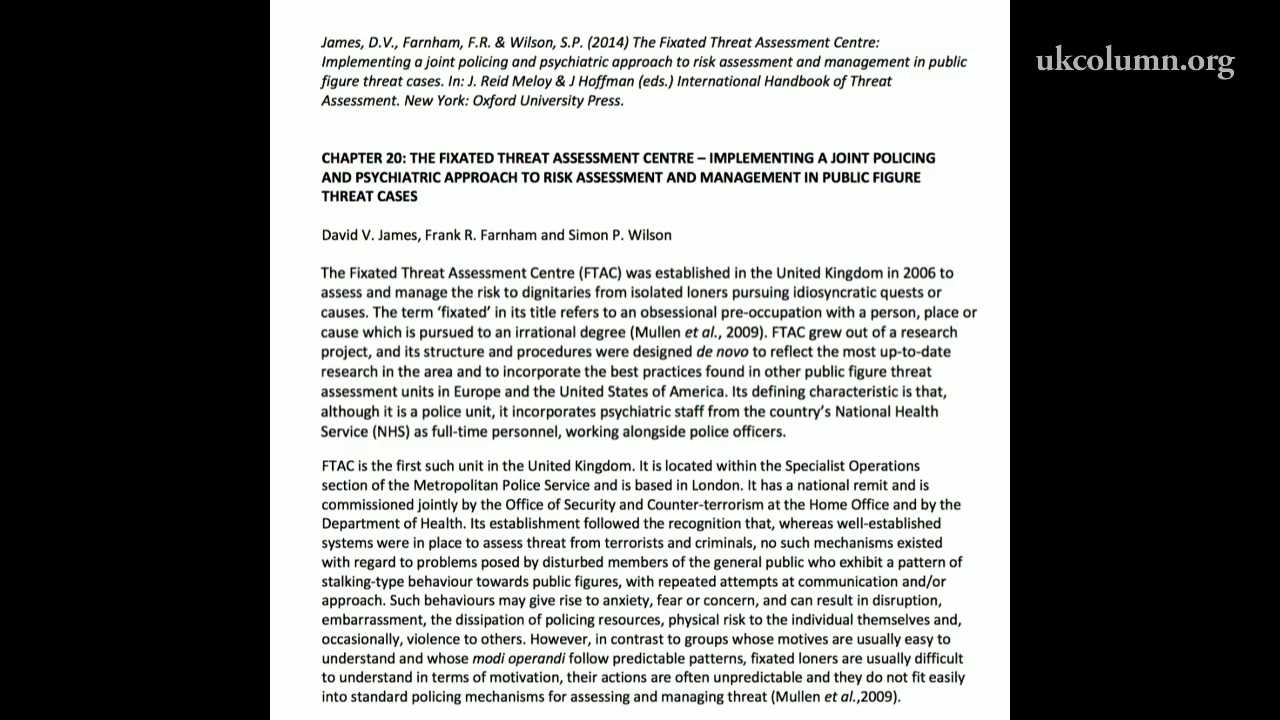 James, D.V., Farnham, F.R. & Wilson, S.P. (2014) The Fixated Threat Assessment Centre:
Implementing a joint policing and psychiatric approach to risk assessment and management in public
figure threat cases. In: J. Reid Meloy & J Hoffman (eds.) International Handbook of Threat
Assessment. New York: Oxford University Press.
ukcolumn.org
CHAPTER 20: THE FIXATED THREAT ASSESSMENT CENTRE – IMPLEMENTING A JOINT POLICING
AND PSYCHIATRIC APPROACH TO RISK ASSESSMENT AND MANAGEMENT IN PUBLIC FIGURE
THREAT CASES
David V. James, Frank R. Farnham and Simon P. Wilson
The Fixated Threat Assessment Centre (FTAC) was established in the United Kingdom in 2006 to
assess and manage the risk to dignitaries from isolated loners pursuing idiosyncratic quests or
causes. The term ‘fixated’ in its title refers to an obsessional pre-occupation with a person, place or
cause which is pursued to an irrational degree (Mullen et al., 2009). FTAC grew out of a research
project, and its structure and procedures were designed de novo to reflect the most up-to-date
research in the area and to incorporate the best practices found in other public figure threat
assessment units in Europe and the United States of America. Its defining characteristic is that,
although it is a police unit, it incorporates psychiatric staff from the country’s National Health
Service (NHS) as full-time personnel, working alongside police officers.
FTAC is the first such unit in the United Kingdom. It is located within the Specialist Operations
section of the Metropolitan Police Service and is based in London. It has a national remit and is
commissioned jointly by the Office of Security and Counter-terrorism at the Home Office and by the
Department of Health. Its establishment followed the recognition that, whereas well-established
systems were in place to assess threat from terrorists and criminals, no such mechanisms existed
with regard to problems posed by disturbed members of the general public who exhibit a pattern of
stalking-type behaviour towards public figures, with repeated attempts at communication and/or
approach. Such behaviours may give rise to anxiety, fear or concern, and can result in disruption,
embarrassment, the dissipation of policing resources, physical risk to the individual themselves and,
occasionally, violence to others. However, in contrast to groups whose motives are usually easy to
understand and whose modi operandi follow predictable patterns, fixated loners are usually difficult
to understand in terms of motivation, their actions are often unpredictable and they do not fit easily
into standard policing mechanisms for assessing and managing threat (Mullen et al.,2009).